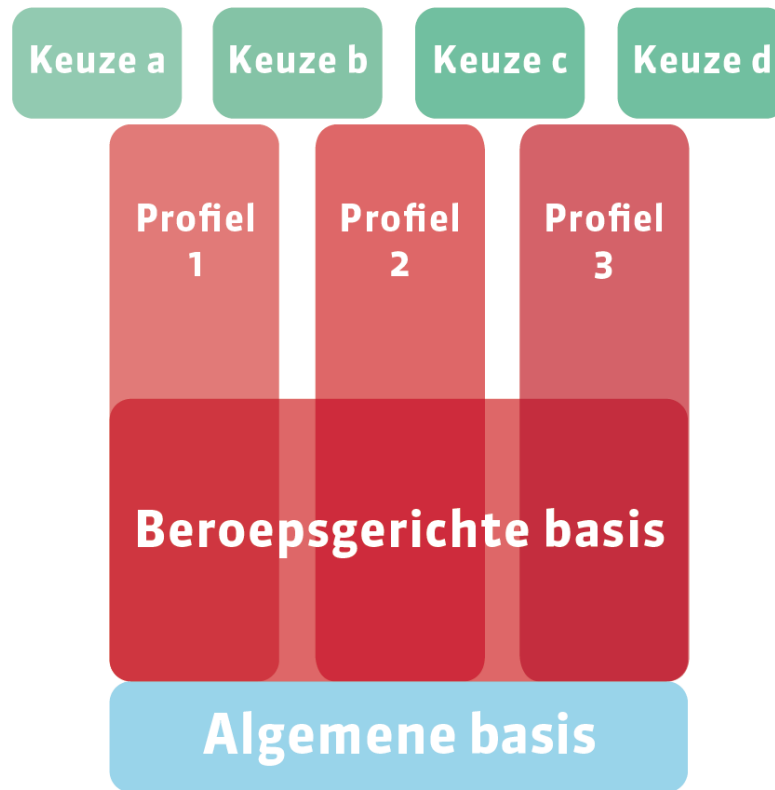 Keuze a
Keuze b
Keuze c
Keuze d
Profiel
1
Profiel
2
Profiel
3
Beroepsgerichte basis
Algemene basis